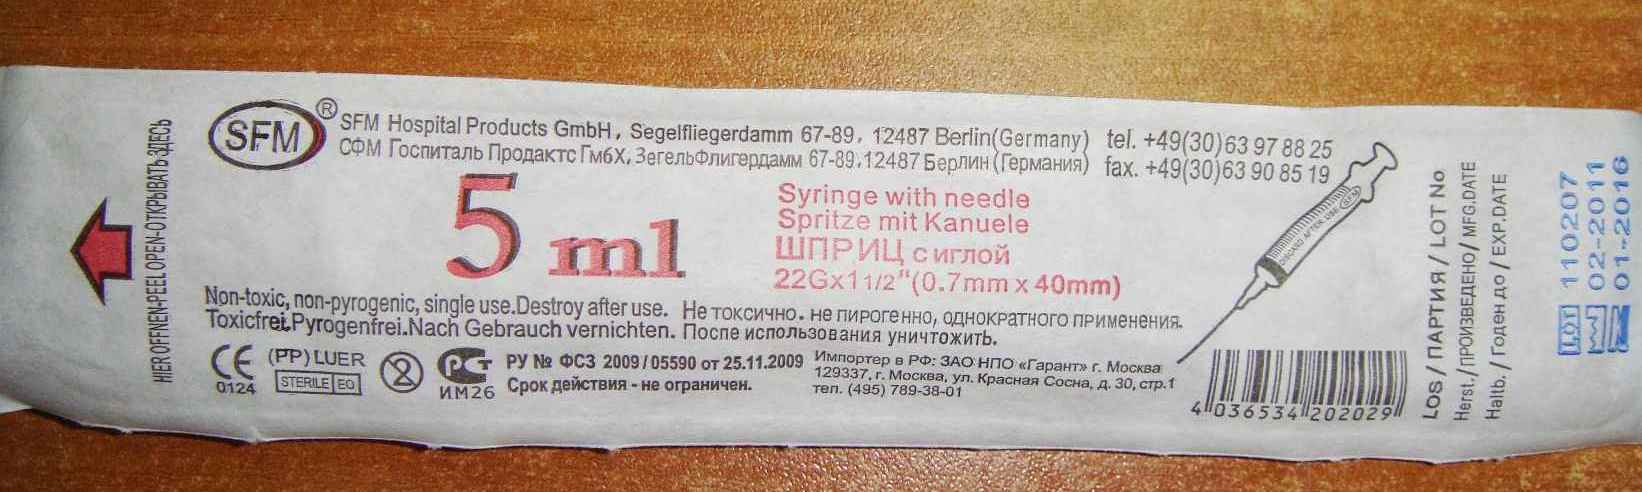 HIER ÖFFNEN-PEEL OPEN-ОТКРЫВАТЬ ЗДЕСЬ
SFM ®
SFM Hospital Products GmbH, Segelfliegerdamm 67-89, 12487 Berlin(Germany) tel. +49(30)63 97 88 25
СФМ Госпиталь Продактс ГмбХ, ЗегельФлигердамм 67-89.12487 Берлин (Германия) fax. +49(30)63 90 85 19
5 ml
Syringe with needle
Spritze mit Kanuele
ШПРИЦ с иглой
22Gx1 1/2"(0.7mm x 40mm)
DISCARD AFTER USE SFM
Non-toxic, non-pyrogenic, single use.Destroy after use. Не токсично. не пирогенно, однократного применения.
Toxicfrei.Pyrogenfrei.Nach Gebrauch vernichten. После использования уничтожить.
CE 0124
(PP) LUER
STERILE EO
2
РСТ
ИМ26
РУ № ФСЗ 2009/05590 от 25.11.2009
Срок действия - не ограничен.
Импортер в РФ: ЗАО НПО «Гарант» г. Москва
129337, г. Москва, ул. Красная Сосна, д. 30, стр.1
тел. (495) 789-38-01
4 036534 202029
LOS / ПАРТИЯ / LOT No
Herst. / ПРОИЗВЕДЕНО / MFG.DATE
Haltb. / Годен до / EXP.DATE
LOT 110207
02-2011
01-2016